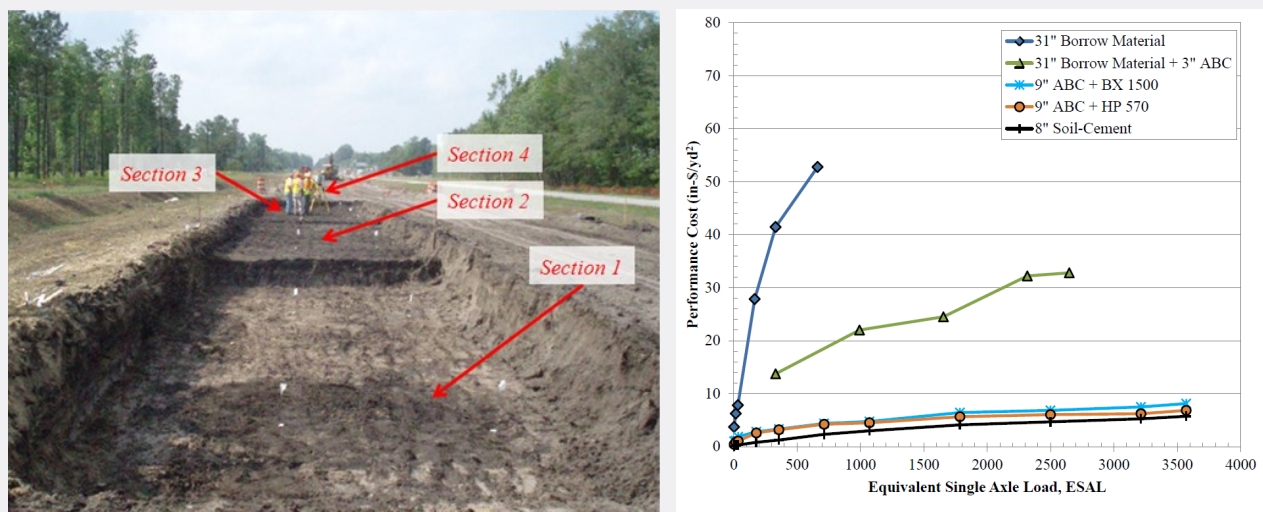 Section 4
Section 3
Section 2
Section 1
80
70
60
50
40
30
20
10
0
Performance Cost (in-$/yd²)
31" Borrow Material
31" Borrow Material + 3" ABC
9" ABC + BX 1500
9" ABC + HP 570
8" Soil-Cement
0 500 1000 1500 2000 2500 3000 3500 4000
Equivalent Single Axle Load, ESAL